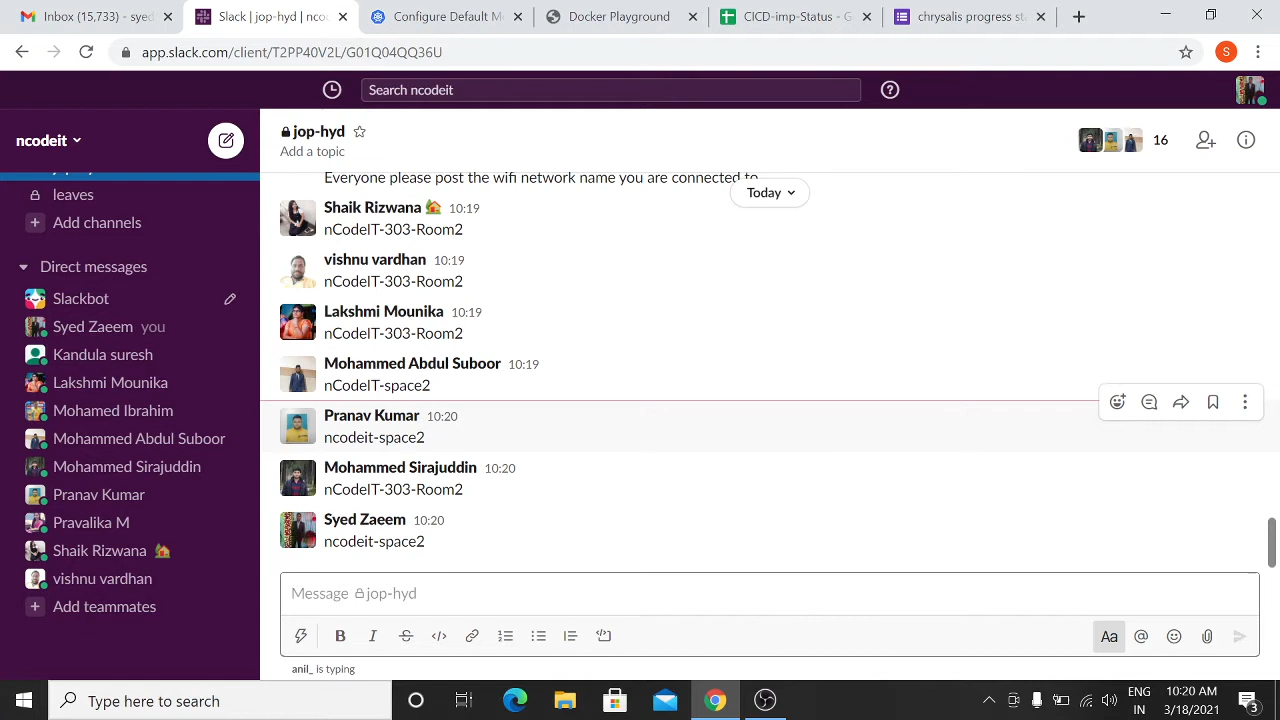 Inbox (15,733) - syed
Slack | jop-hyd | nco
Configure Default M
Docker Playground
CICD-imp-Status - G
chrysalis progress st
app.slack.com/client/T2PP40V2L/G01Q04QQ36U
S
Search ncodeit
ncodeit
leaves
Add channels
Direct messages
Slackbot
Syed Zaeem you
Kandula suresh
Lakshmi Mounika
Mohamed Ibrahim
Mohammed Abdul Suboor
Mohammed Sirajuddin
Pranav Kumar
Pravalika M
Shaik Rizwana
vishnu vardhan
Add teammates
jop-hyd
Add a topic
16
Everyone please post the wifi network name you are connected to
Today
Shaik Rizwana 10:19
nCodeIT-303-Room2
vishnu vardhan 10:19
nCodeIT-303-Room2
Lakshmi Mounika 10:19
nCodeIT-303-Room2
Mohammed Abdul Suboor 10:19
nCodeIT-space2
Pranav Kumar 10:20
ncodeit-space2
Mohammed Sirajuddin 10:20
nCodeIT-303-Room2
Syed Zaeem 10:20
ncodeit-space2
Message jop-hyd
B I S Aa @
anil_ is typing
Type here to search
ENG
IN
10:20 AM
3/18/2021
3